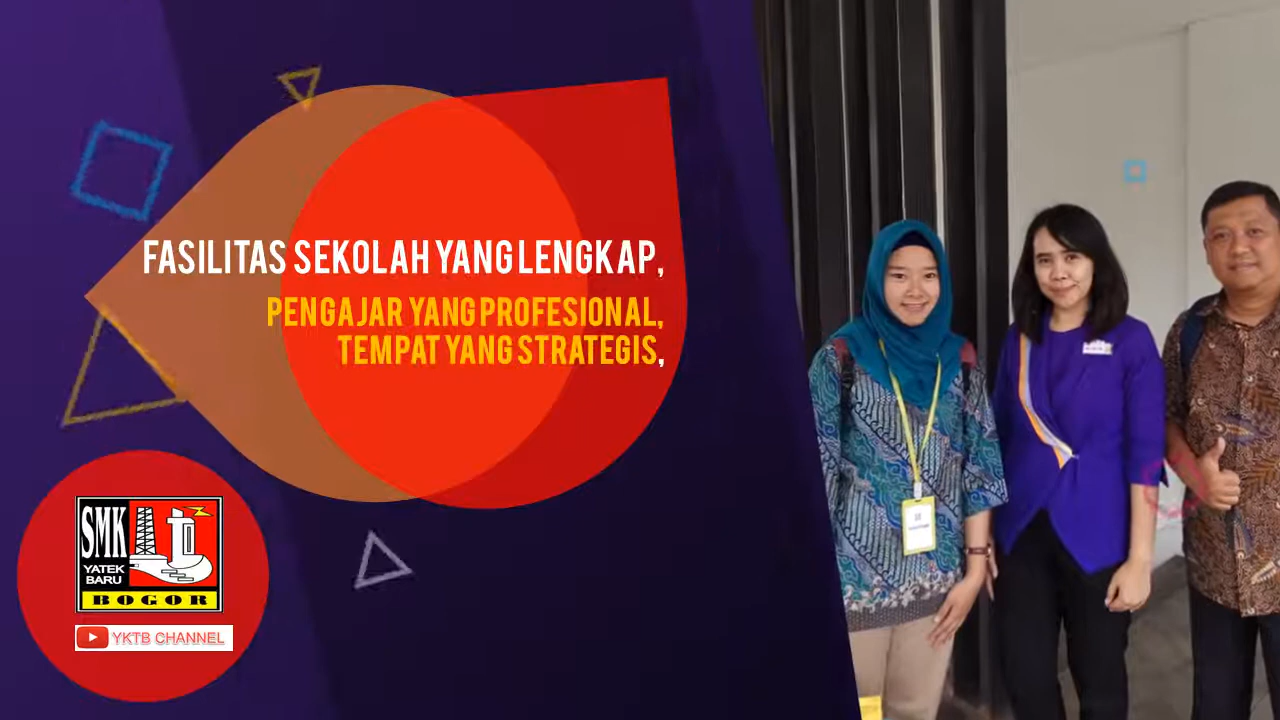 FASILITAS SEKOLAH YANG LENGKAP,
PENGAJAR YANG PROFESIONAL,
TEMPAT YANG STRATEGIS,
SMK
YATEK
BARU
BOGOR
YKTB CHANNEL